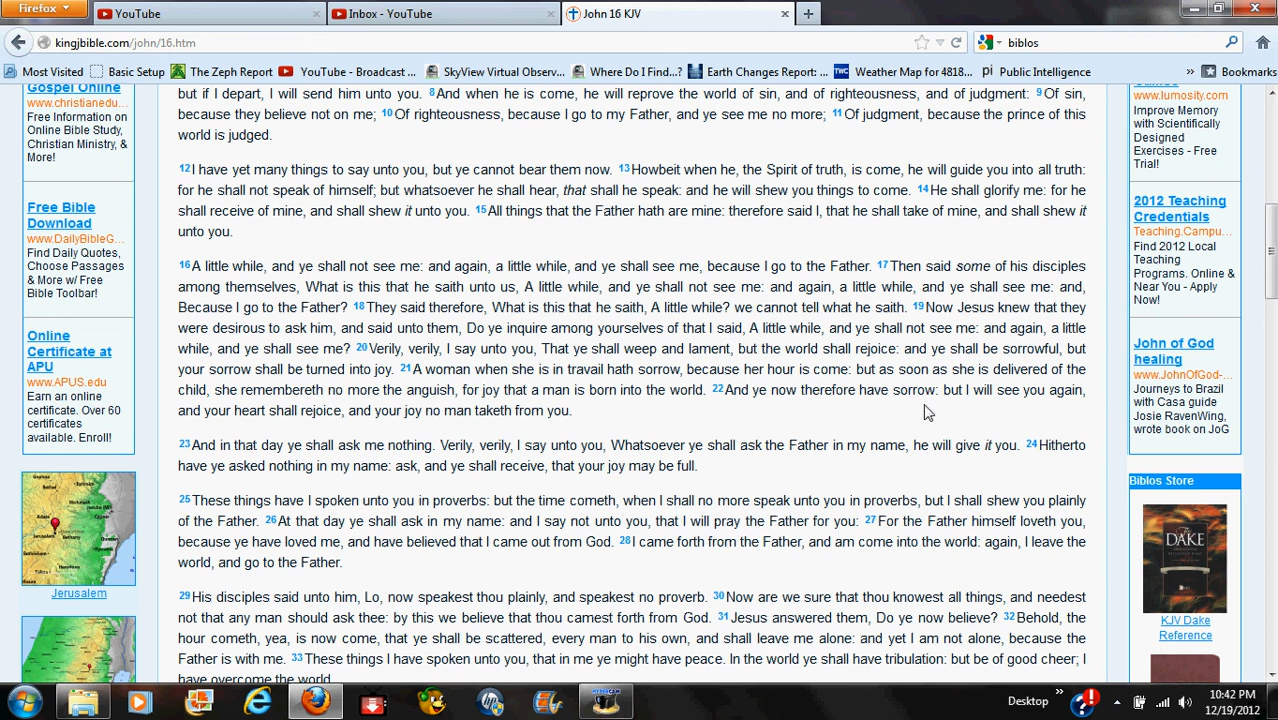 Firefox
YouTube
Inbox - YouTube
John 16 KJV
kingjbible.com/john/16.htm
biblos
Most Visited
Basic Setup
The Zeph Report
YouTube - Broadcast ...
SkyView Virtual Observ...
Where Do I Find...?
Earth Changes Report: ...
Weather Map for 4818...
Public Intelligence
Bookmarks
Gospel Online
www.christianedu...
Free Information on
Online Bible Study,
Christian Ministry, &
More!
Free Bible
Download
www.DailyBibleG...
Find Daily Quotes,
Choose Passages
& More w/ Free
Bible Toolbar!
Online
Certificate at
APU
www.APUS.edu
Earn an online
certificate. Over 60
certificates
available. Enroll!
Jerusalem
but if I depart, I will send him unto you. 8And when he is come, he will reprove the world of sin, and of righteousness, and of judgment: 9Of sin,
because they believe not on me; 10Of righteousness, because I go to my Father, and ye see me no more; 11Of judgment, because the prince of this
world is judged.
12I have yet many things to say unto you, but ye cannot bear them now. 13Howbeit when he, the Spirit of truth, is come, he will guide you into all truth:
for he shall not speak of himself; but whatsoever he shall hear, that shall he speak: and he will shew you things to come. 14He shall glorify me: for he
shall receive of mine, and shall shew it unto you. 15All things that the Father hath are mine: therefore said I, that he shall take of mine, and shall shew it
unto you.
16A little while, and ye shall not see me: and again, a little while, and ye shall see me, because I go to the Father. 17Then said some of his disciples
among themselves, What is this that he saith unto us, A little while, and ye shall not see me: and again, a little while, and ye shall see me: and,
Because I go to the Father? 18They said therefore, What is this that he saith, A little while? we cannot tell what he saith. 19Now Jesus knew that they
were desirous to ask him, and said unto them, Do ye inquire among yourselves of that I said, A little while, and ye shall not see me: and again, a little
while, and ye shall see me? 20Verily, verily, I say unto you, That ye shall weep and lament, but the world shall rejoice: and ye shall be sorrowful, but
your sorrow shall be turned into joy. 21A woman when she is in travail hath sorrow, because her hour is come: but as soon as she is delivered of the
child, she remembereth no more the anguish, for joy that a man is born into the world. 22And ye now therefore have sorrow: but I will see you again,
and your heart shall rejoice, and your joy no man taketh from you.
23And in that day ye shall ask me nothing. Verily, verily, I say unto you, Whatsoever ye shall ask the Father in my name, he will give it you. 24Hitherto
have ye asked nothing in my name: ask, and ye shall receive, that your joy may be full.
25These things have I spoken unto you in proverbs: but the time cometh, when I shall no more speak unto you in proverbs, but I shall shew you plainly
of the Father. 26At that day ye shall ask in my name: and I say not unto you, that I will pray the Father for you: 27For the Father himself loveth you,
because ye have loved me, and have believed that I came out from God. 28I came forth from the Father, and am come into the world: again, I leave the
world, and go to the Father.
29His disciples said unto him, Lo, now speakest thou plainly, and speakest no proverb. 30Now are we sure that thou knowest all things, and needest
not that any man should ask thee: by this we believe that thou camest forth from God. 31Jesus answered them, Do ye now believe? 32Behold, the
hour cometh, yea, is now come, that ye shall be scattered, every man to his own, and shall leave me alone: and yet I am not alone, because the
Father is with me. 33These things I have spoken unto you, that in me ye might have peace. In the world ye shall have tribulation: but be of good cheer; I
have overcome the world.
www.lumosity.com
Improve Memory
with Scientifically
Designed
Exercises - Free
Trial!
2012 Teaching
Credentials
Teaching.Campu...
Find 2012 Local
Teaching
Programs. Online &
Near You - Apply
Now!
John of God
healing
www.JohnOfGod-...
Journeys to Brazil
with Casa guide
Josie RavenWing,
wrote book on JoG
Biblos Store
THE
DAKE
KJV Dake
Reference
Desktop
10:42 PM
12/19/2012